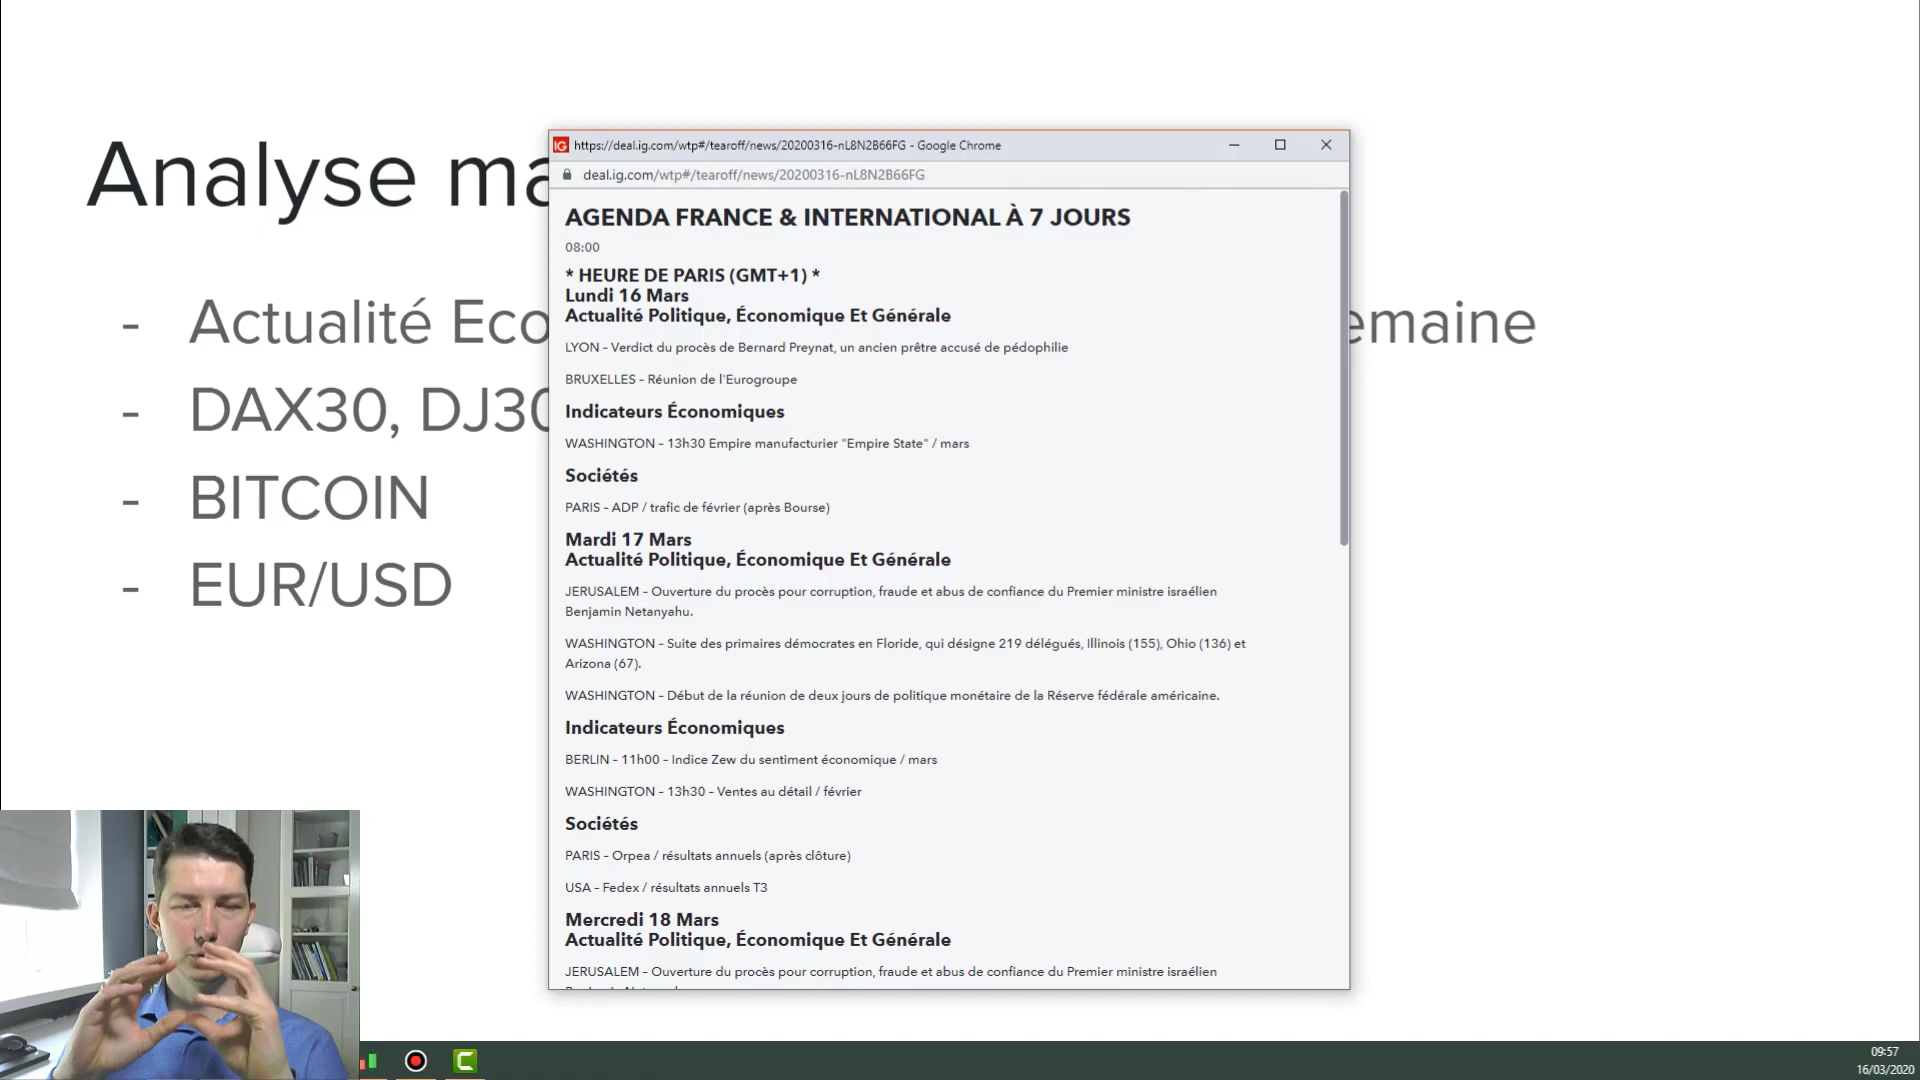 Analyse ma
- Actualité Eco
emaine
- DAX30, DJ30
- BITCOIN
- EUR/USD
IG https://deal.ig.com/wtp#/tearoff/news/20200316-nL8N2B66FG - Google Chrome
deal.ig.com/wtp#/tearoff/news/20200316-nL8N2B66FG
AGENDA FRANCE & INTERNATIONAL À 7 JOURS
08:00
* HEURE DE PARIS (GMT+1) *
Lundi 16 Mars
Actualité Politique, Économique Et Générale
LYON – Verdict du procès de Bernard Preynat, un ancien prêtre accusé de pédophilie
BRUXELLES – Réunion de l'Eurogroupe
Indicateurs Économiques
WASHINGTON – 13h30 Empire manufacturier "Empire State" / mars
Sociétés
PARIS – ADP / trafic de février (après Bourse)
Mardi 17 Mars
Actualité Politique, Économique Et Générale
JERUSALEM – Ouverture du procès pour corruption, fraude et abus de confiance du Premier ministre israélien
Benjamin Netanyahu.
WASHINGTON – Suite des primaires démocrates en Floride, qui désigne 219 délégués, Illinois (155), Ohio (136) et
Arizona (67).
WASHINGTON – Début de la réunion de deux jours de politique monétaire de la Réserve fédérale américaine.
Indicateurs Économiques
BERLIN – 11h00 – Indice Zew du sentiment économique / mars
WASHINGTON – 13h30 – Ventes au détail / février
Sociétés
PARIS – Orpea / résultats annuels (après clôture)
USA – Fedex / résultats annuels T3
Mercredi 18 Mars
Actualité Politique, Économique Et Générale
JERUSALEM – Ouverture du procès pour corruption, fraude et abus de confiance du Premier ministre israélien
09:57
16/03/2020